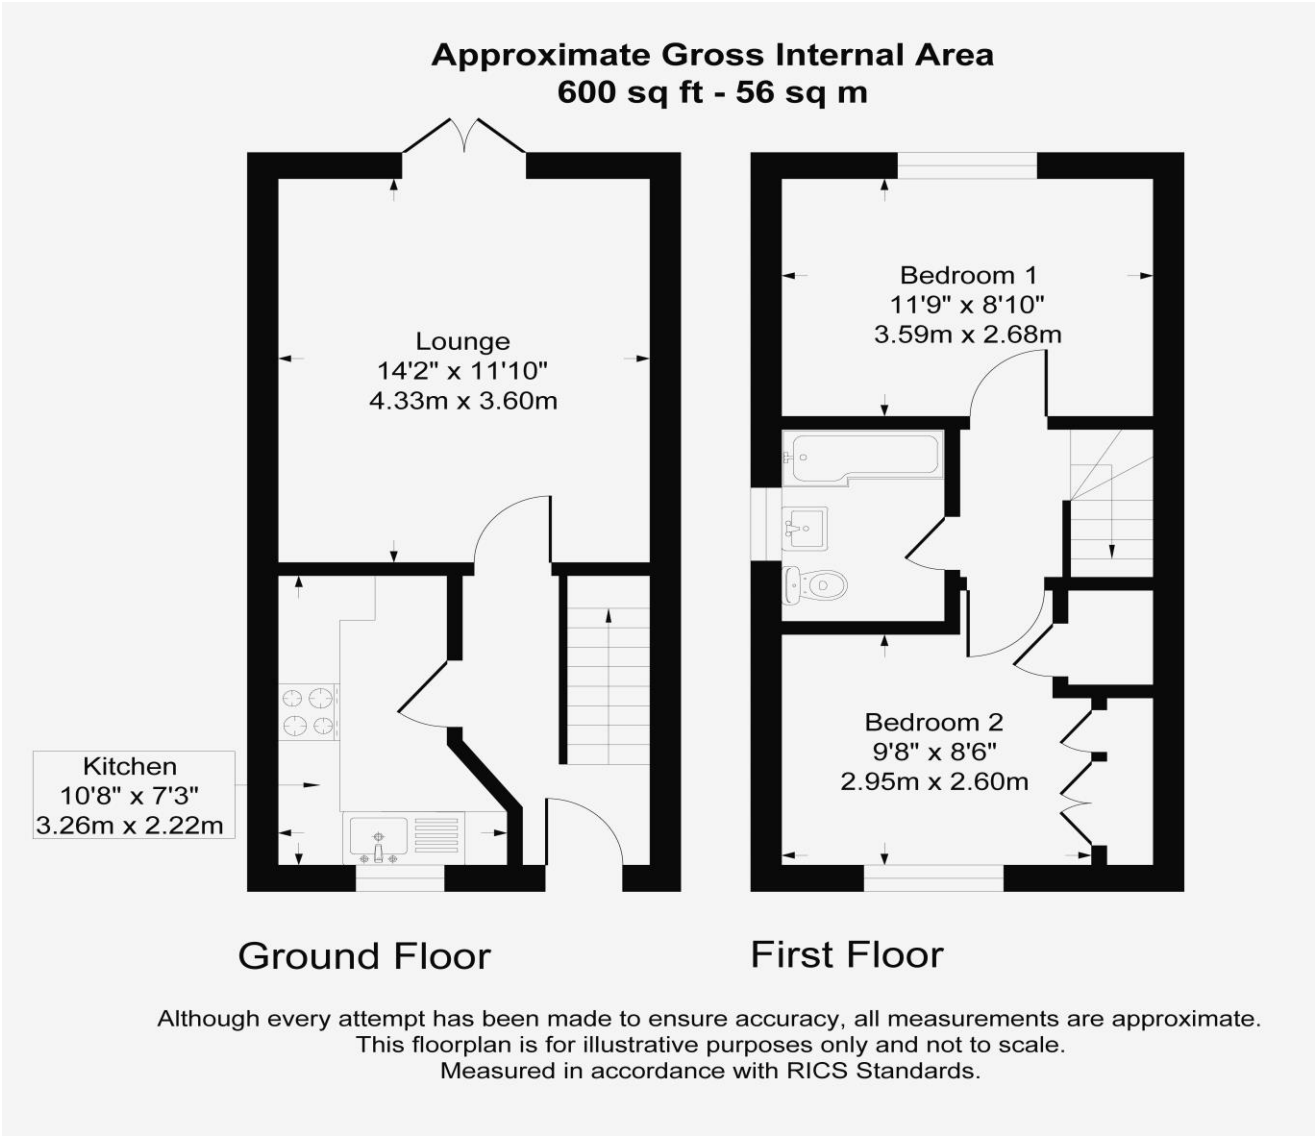 Approximate Gross Internal Area
600 sq ft - 56 sq m
Lounge
14'2" x 11'10"
4.33m x 3.60m
Kitchen
10'8" x 7'3"
3.26m x 2.22m
Ground Floor
Bedroom 1
11'9" x 8'10"
3.59m x 2.68m
Bedroom 2
9'8" x 8'6"
2.95m x 2.60m
First Floor
Although every attempt has been made to ensure accuracy, all measurements are approximate.
This floorplan is for illustrative purposes only and not to scale.
Measured in accordance with RICS Standards.